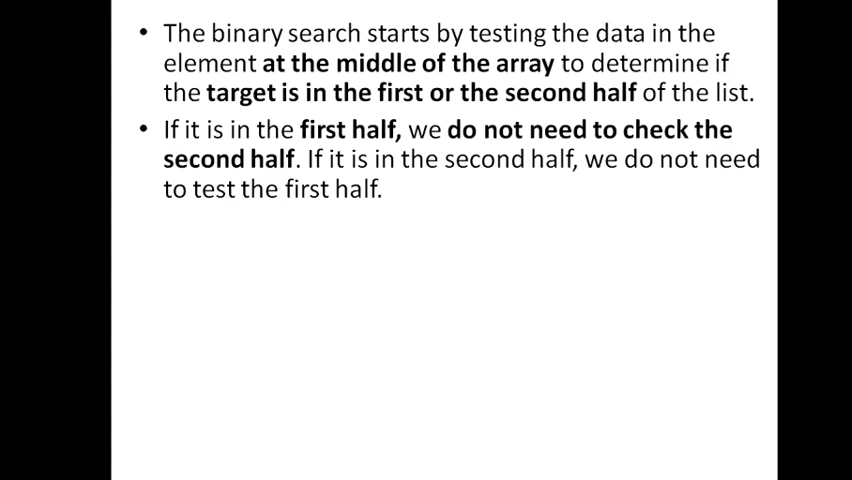 • The binary search starts by testing the data in the
element at the middle of the array to determine if
the target is in the first or the second half of the list.
• If it is in the first half, we do not need to check the
second half. If it is in the second half, we do not need
to test the first half.